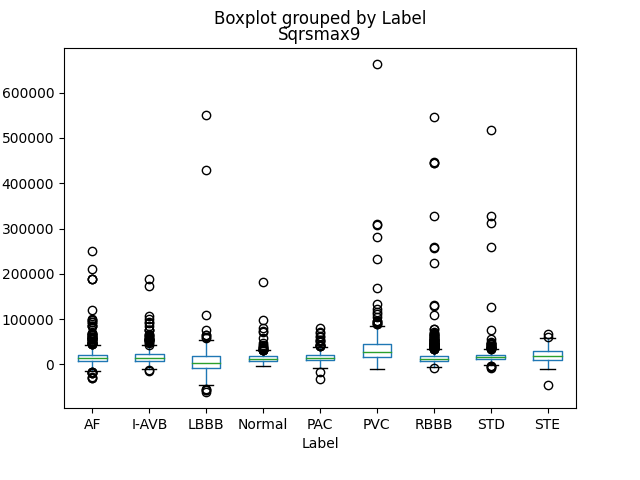 Boxplot grouped by Label
Sqrsmax9
600000
500000
400000
300000
200000
100000
0
AF I-AVB LBBB Normal PAC PVC RBBB STD STE
Label